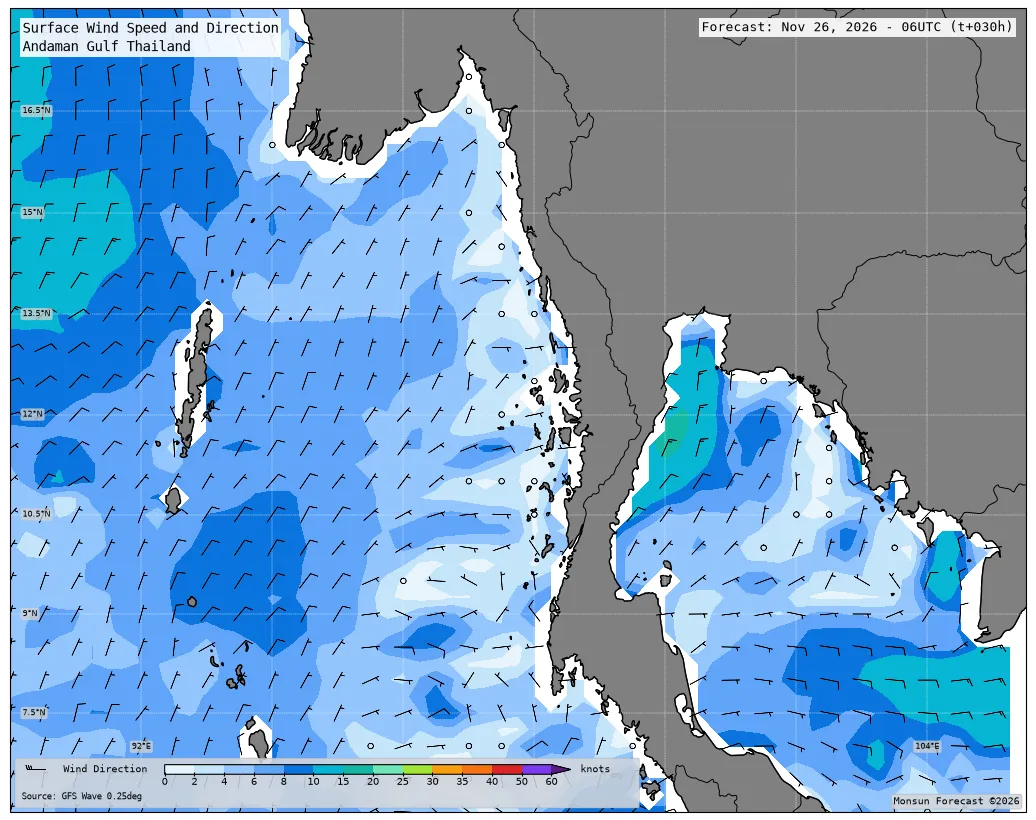 Surface Wind Speed and Direction
Andaman Gulf Thailand
Forecast: Nov 26, 2026 - 06UTC (t+030h)
16.5°N
15°N
13.5°N
12°N
10.5°N
9°N
7.5°N
92°E
104°E
Wind Direction
0 2 4 6 8 10 15 20 25 30 35 40 50 60
knots
Source: GFS Wave 0.25deg
Monsun Forecast ©2026